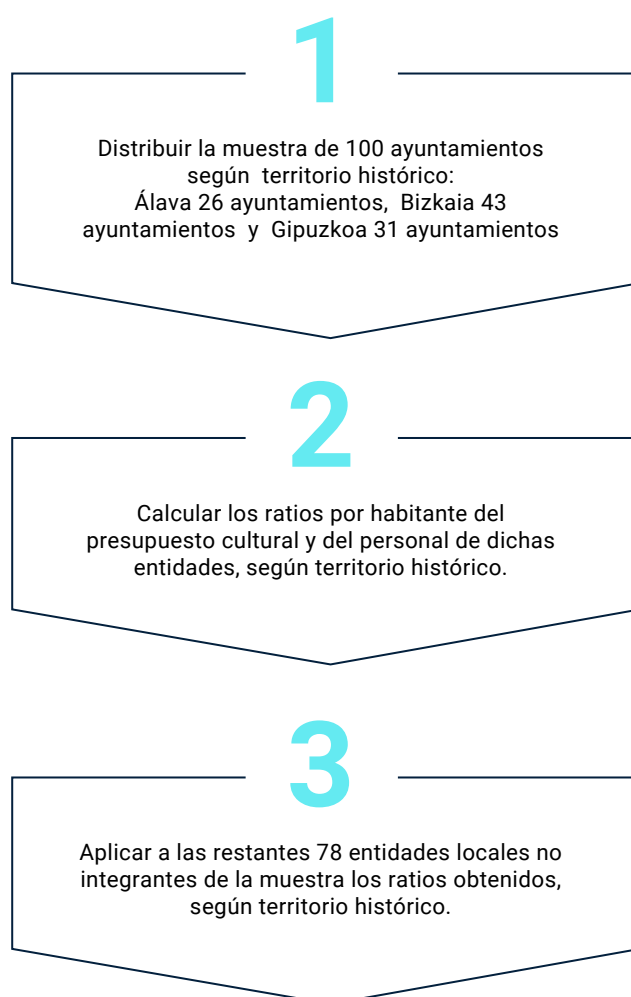 1
Distribuir la muestra de 100 ayuntamientos
según territorio histórico:
Álava 26 ayuntamientos, Bizkaia 43
ayuntamientos y Gipuzkoa 31 ayuntamientos
2
Calcular los ratios por habitante del
presupuesto cultural y del personal de dichas
entidades, según territorio histórico.
3
Aplicar a las restantes 78 entidades locales no
integrantes de la muestra los ratios obtenidos,
según territorio histórico.